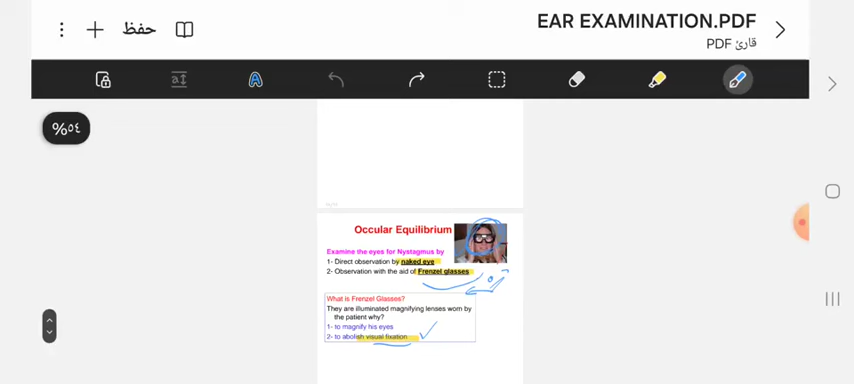 EAR EXAMINATION.PDF
قارئ PDF
حفظ
%٥٤
Occular Equilibrium
Examine the eyes for Nystagmus by
1- Direct observation by naked eye
2- Observation with the aid of Frenzel glasses
What is Frenzel Glasses?
They are illuminated magnifying lenses worn by
the patient why?
1- to magnify his eyes
2- to abolish visual fixation